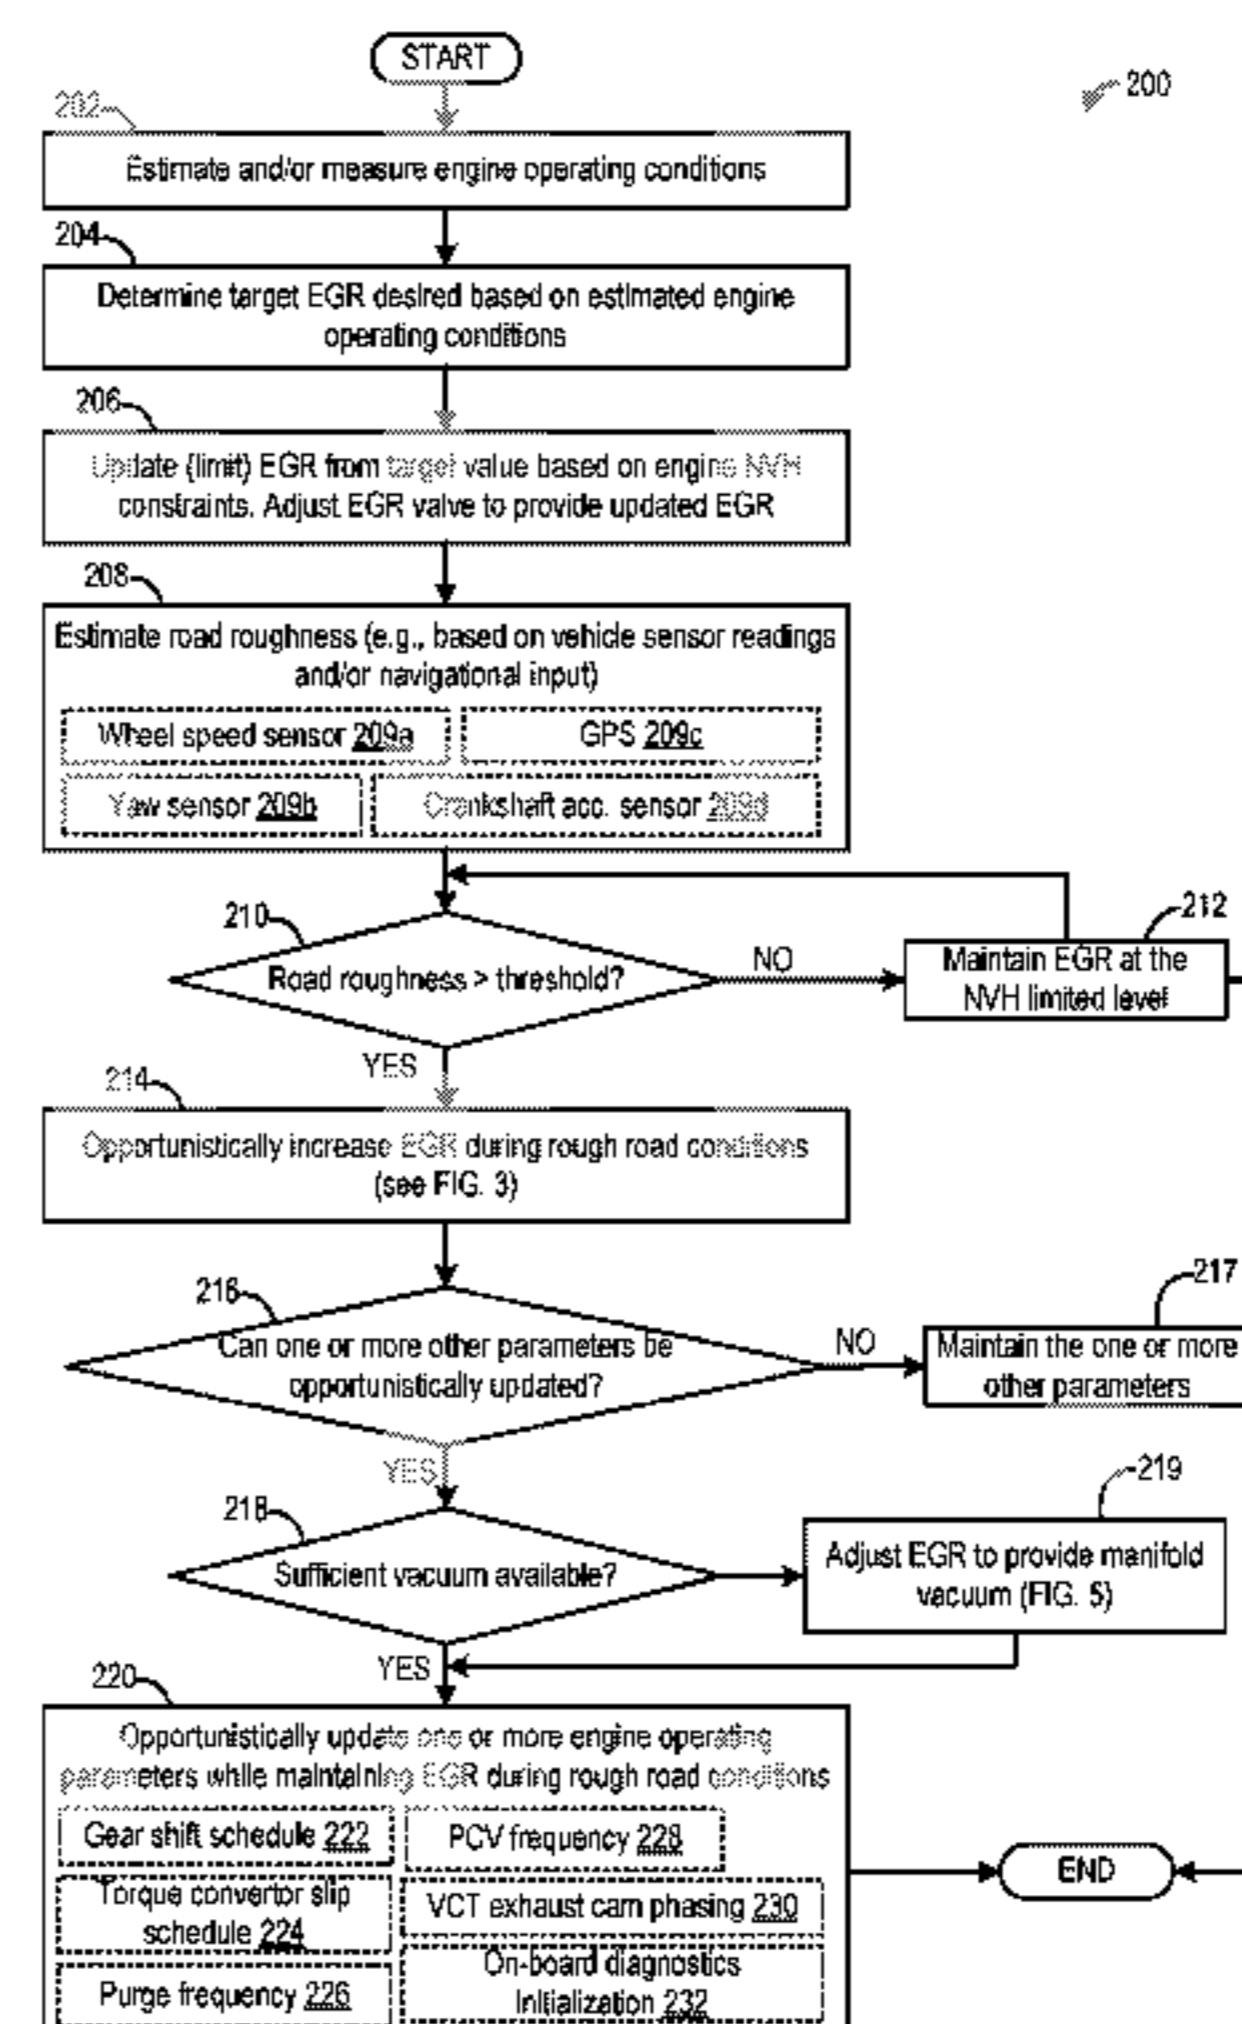 START
200
202
Estimate and/or measure engine operating conditions
204
Determine target EGR desired based on estimated engine
operating conditions
206
Update (limit) EGR from target value based on engine NVH
constraints. Adjust EGR valve to provide updated EGR
208
Estimate road roughness (e.g., based on vehicle sensor readings
and/or navigational input)
Wheel speed sensor 209a
GPS 209c
Yaw sensor 209b
Crankshaft acc. sensor 209d
210
Road roughness > threshold?
NO
212
Maintain EGR at the
NVH limited level
YES
214
Opportunistically increase EGR during rough road conditions
(see FIG. 3)
216
Can one or more other parameters be
opportunistically updated?
NO
217
Maintain the one or more
other parameters
YES
218
Sufficient vacuum available?
219
Adjust EGR to provide manifold
vacuum (FIG. 5)
YES
220
Opportunistically update one or more engine operating
parameters while maintaining EGR during rough road conditions
Gear shift schedule 222
PCV frequency 228
Torque convertor slip
schedule 224
VCT exhaust cam phasing 230
Purge frequency 226
On-board diagnostics
Initialization 232
END